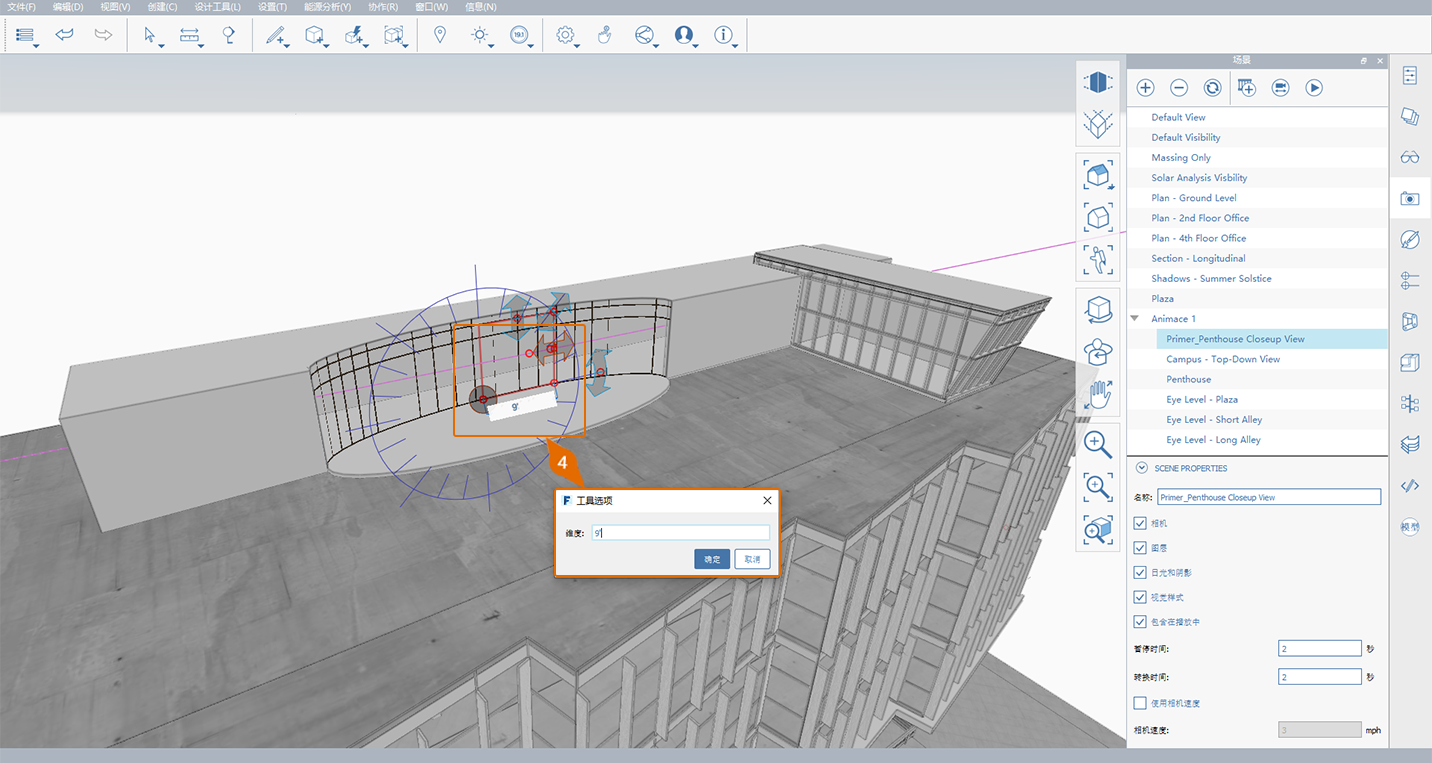 文件(F) 编辑(D) 视图(V) 创建(C) 设计工具(L) 设置(T) 能源分析(Y) 协作(R) 窗口(W) 信息(N)
19.1
场景
Default View
Default Visibility
Massing Only
Solar Analysis Visbility
Plan - Ground Level
Plan - 2nd Floor Office
Plan - 4th Floor Office
Section - Longitudinal
Shadows - Summer Solstice
Plaza
Animace 1
Primer_Penthouse Closeup View
Campus - Top-Down View
Penthouse
Eye Level - Plaza
Eye Level - Short Alley
Eye Level - Long Alley
SCENE PROPERTIES
名称: Primer_Penthouse Closeup View
相机
图层
日光和阴影
视觉样式
包含在播放中
暂停时间: 2 秒
转换时间: 2 秒
使用相机速度
相机速度: 3 mph
模型
9'
4
F 工具选项
维度: 9'
确定 取消